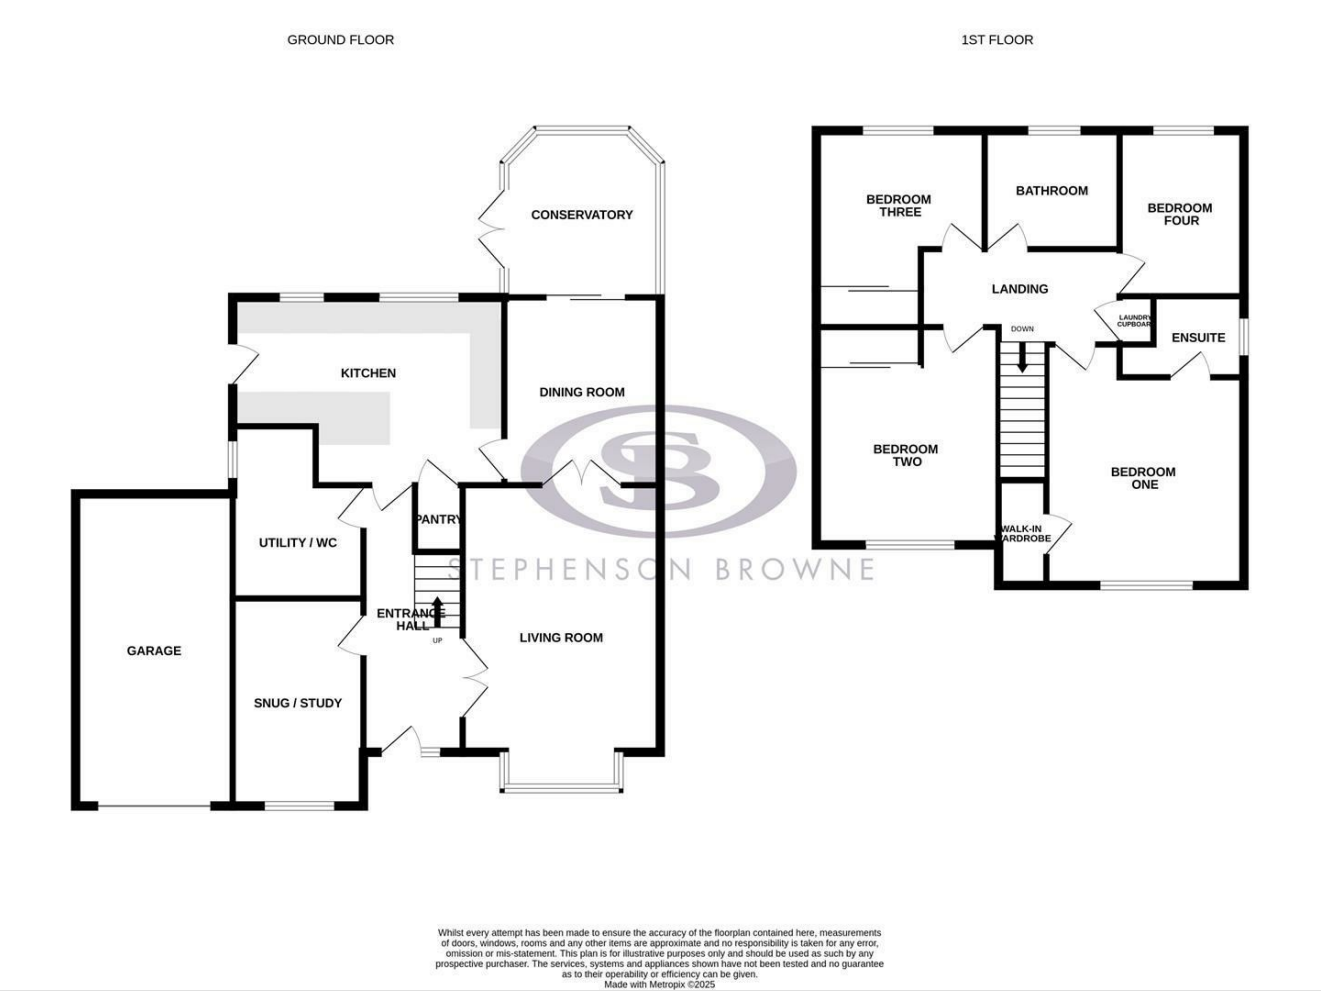 GROUND FLOOR
1ST FLOOR
CONSERVATORY
KITCHEN
DINING ROOM
PANTRY
UTILITY / WC
ENTRANCE
HALL
UP
LIVING ROOM
GARAGE
SNUG / STUDY
BEDROOM
THREE
BATHROOM
BEDROOM
FOUR
LANDING
LAUNDRY
CUPBOARD
ENSUITE
DOWN
BEDROOM
TWO
BEDROOM
ONE
WALK-IN
WARDROBE
SB
STEPHENSON BROWNE
Whilst every attempt has been made to ensure the accuracy of the floorplan contained here, measurements
of doors, windows, rooms and any other items are approximate and no responsibility is taken for any error,
omission or mis-statement. This plan is for illustrative purposes only and should be used as such by any
prospective purchaser. The services, systems and appliances shown have not been tested and no guarantee
as to their operability or efficiency can be given.
Made with Metropix ©2025